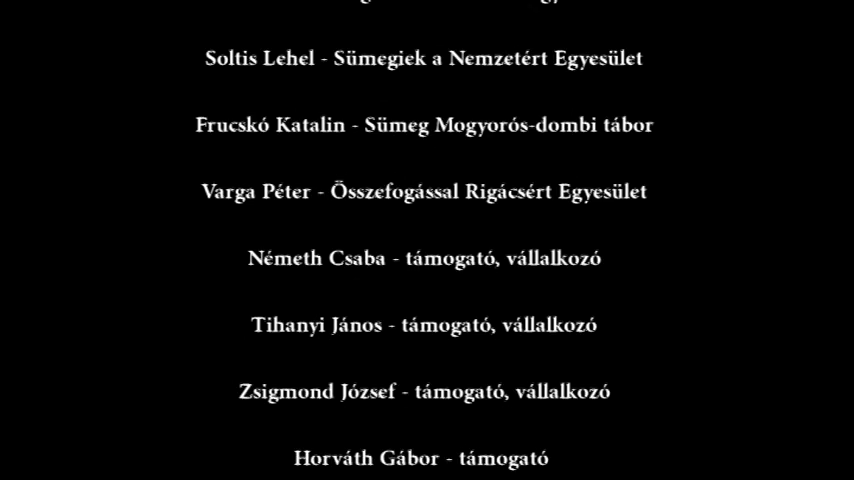 Soltis Lehel - Sümegiek a Nemzetért Egyesület
Frucskó Katalin - Sümeg Mogyorós-dombi tábor
Varga Péter - Összefogással Rigácsért Egyesület
Németh Csaba - támogató, vállalkozó
Tihanyi János - támogató, vállalkozó
Zsigmond József - támogató, vállalkozó
Horváth Gábor - támogató